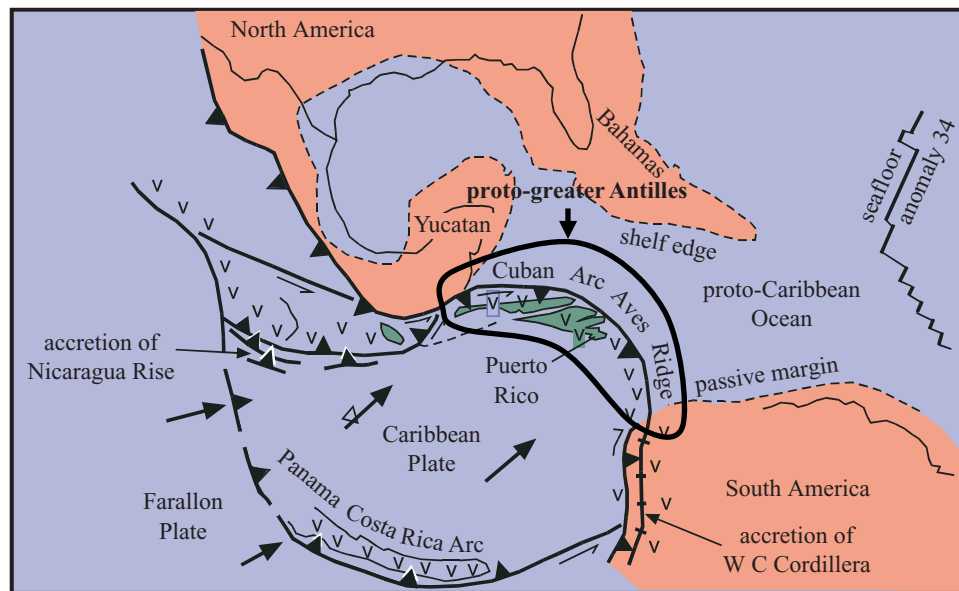 North America
Bahamas
proto-greater Antilles
Yucatan
shelf edge
seafloor
anomaly 34
Cuban Arc Aves Ridge
proto-Caribbean
Ocean
accretion of
Nicaragua Rise
Puerto
Rico
passive margin
Caribbean
Plate
Farallon
Plate
Panama Costa Rica Arc
South America
accretion of
W C Cordillera